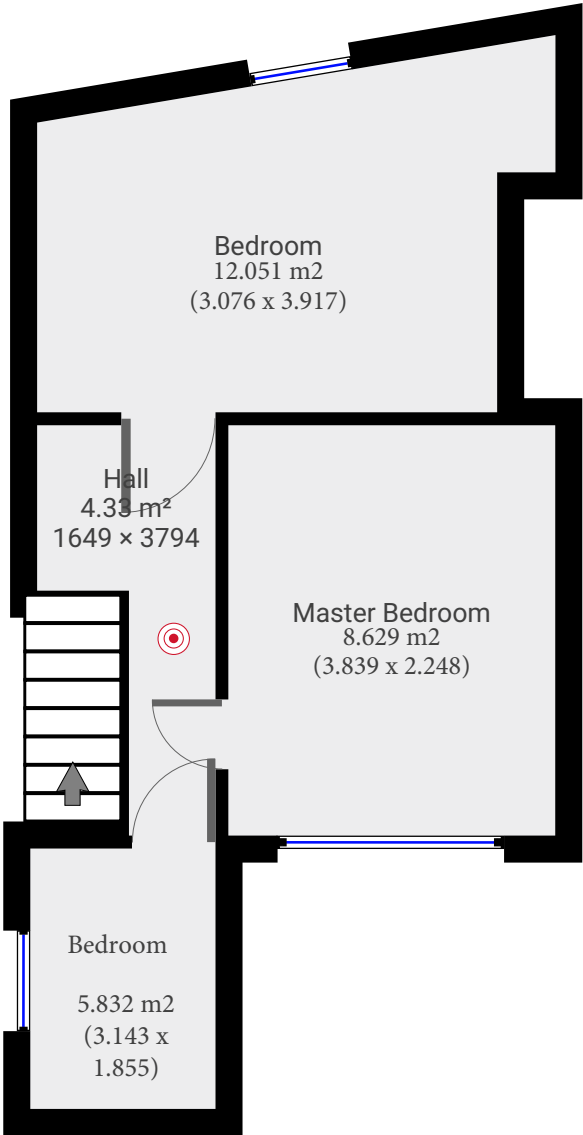 Bedroom
12.051 m2
(3.076 x 3.917)
Hall
4.33 m²
1649 × 3794
Master Bedroom
8.629 m2
(3.839 x 2.248)
Bedroom
5.832 m2
(3.143 x
1.855)